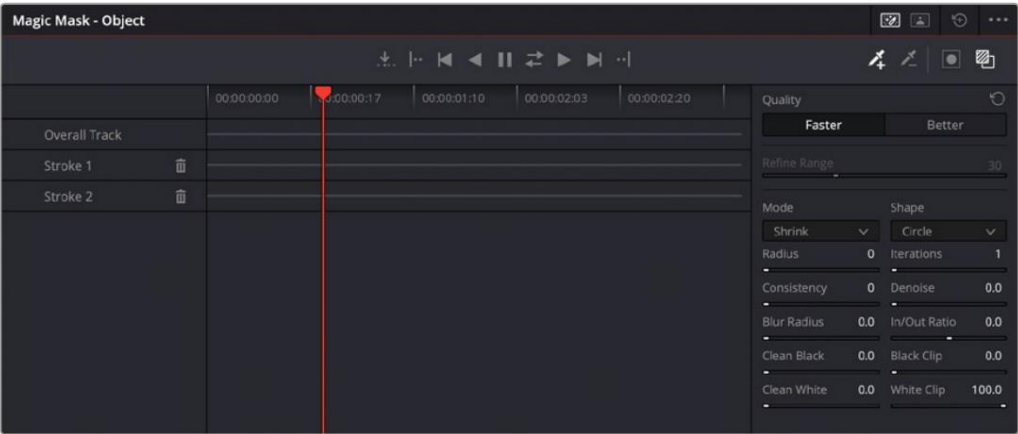 Magic Mask - Object
00:00:00:00 00:00:00:17 00:00:01:10 00:00:02:03 00:00:02:20
Overall Track
Stroke 1
Stroke 2
Quality
Faster Better
Refine Range 30
Mode Shape
Shrink Circle
Radius 0 Iterations 1
Consistency 0 Denoise 0.0
Blur Radius 0.0 In/Out Ratio 0.0
Clean Black 0.0 Black Clip 0.0
Clean White 0.0 White Clip 100.0